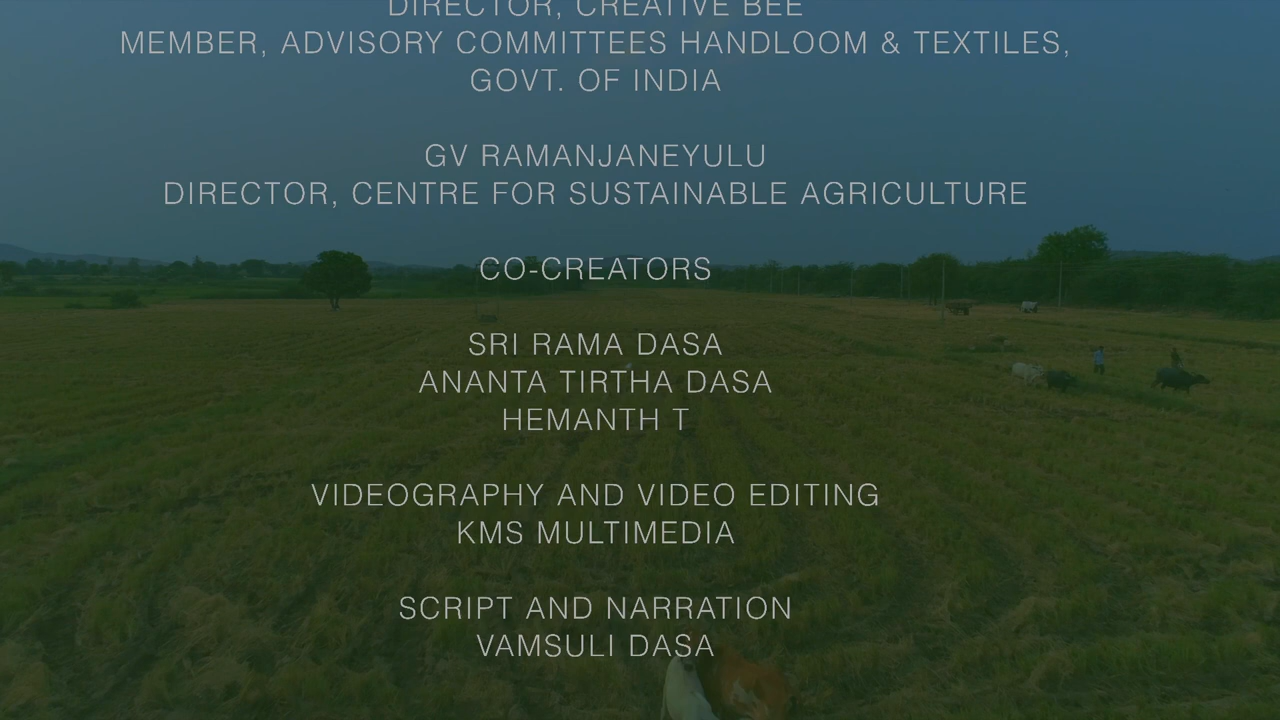 DIRECTOR, CREATIVE BEE
MEMBER, ADVISORY COMMITTEES HANDLOOM & TEXTILES,
GOVT. OF INDIA
GV RAMANJANEYULU
DIRECTOR, CENTRE FOR SUSTAINABLE AGRICULTURE
CO-CREATORS
SRI RAMA DASA
ANANTA TIRTHA DASA
HEMANTH T
VIDEOGRAPHY AND VIDEO EDITING
KMS MULTIMEDIA
SCRIPT AND NARRATION
VAMSULI DASA